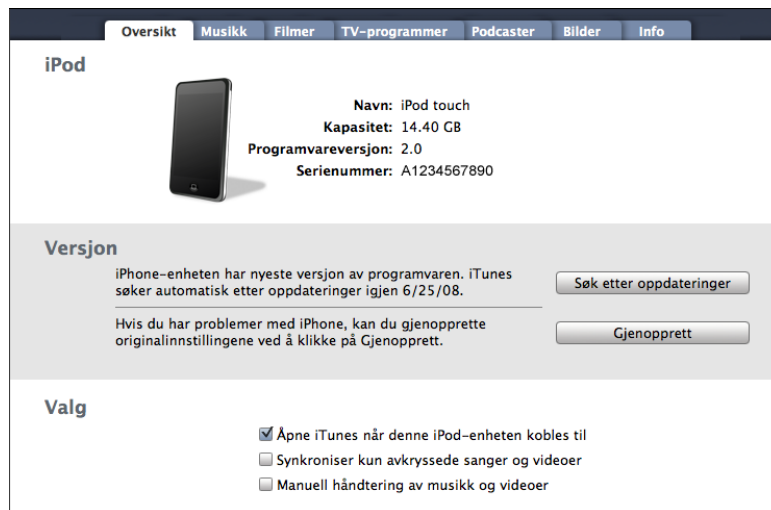 Oversikt Musikk Filmer TV-programmer Podcaster Bilder Info
iPod
Navn: iPod touch
Kapasitet: 14.40 GB
Programvareversjon: 2.0
Serienummer: A1234567890
Versjon
iPhone-enheten har nyeste versjon av programvaren. iTunes
søker automatisk etter oppdateringer igjen 6/25/08.
Søk etter oppdateringer
Hvis du har problemer med iPhone, kan du gjenopprette
originalinnstillingene ved å klikke på Gjenopprett.
Gjenopprett
Valg
Åpne iTunes når denne iPod-enheten kobles til
Synkroniser kun avkryssede sanger og videoer
Manuell håndtering av musikk og videoer